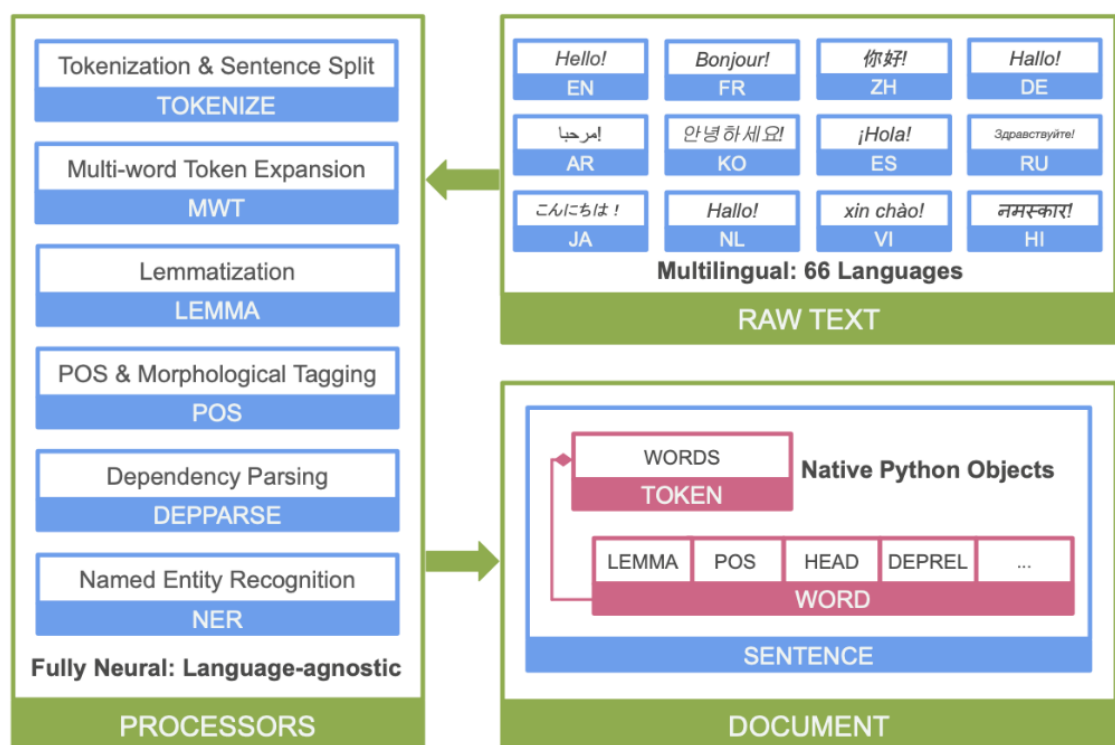 Tokenization & Sentence Split
TOKENIZE
Multi-word Token Expansion
MWT
Lemmatization
LEMMA
POS & Morphological Tagging
POS
Dependency Parsing
DEPPARSE
Named Entity Recognition
NER
Fully Neural: Language-agnostic
PROCESSORS
Hello!
EN
Bonjour!
FR
你好!
ZH
Hallo!
DE
مرحبا!
AR
안녕하세요!
KO
¡Hola!
ES
Здравствуйте!
RU
こんにちは！
JA
Hallo!
NL
xin chào!
VI
नमस्कार!
HI
Multilingual: 66 Languages
RAW TEXT
WORDS
TOKEN
Native Python Objects
LEMMA POS HEAD DEPREL ...
WORD
SENTENCE
DOCUMENT